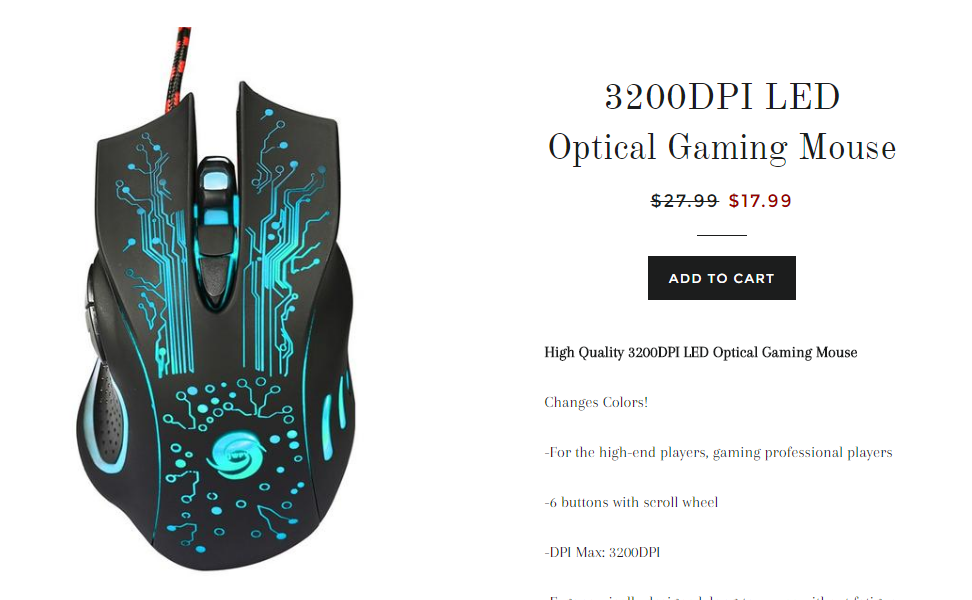 3200DPI LED
Optical Gaming Mouse
$27.99 $17.99
ADD TO CART
High Quality 3200DPI LED Optical Gaming Mouse
Changes Colors!
-For the high-end players, gaming professional players
-6 buttons with scroll wheel
-DPI Max: 3200DPI